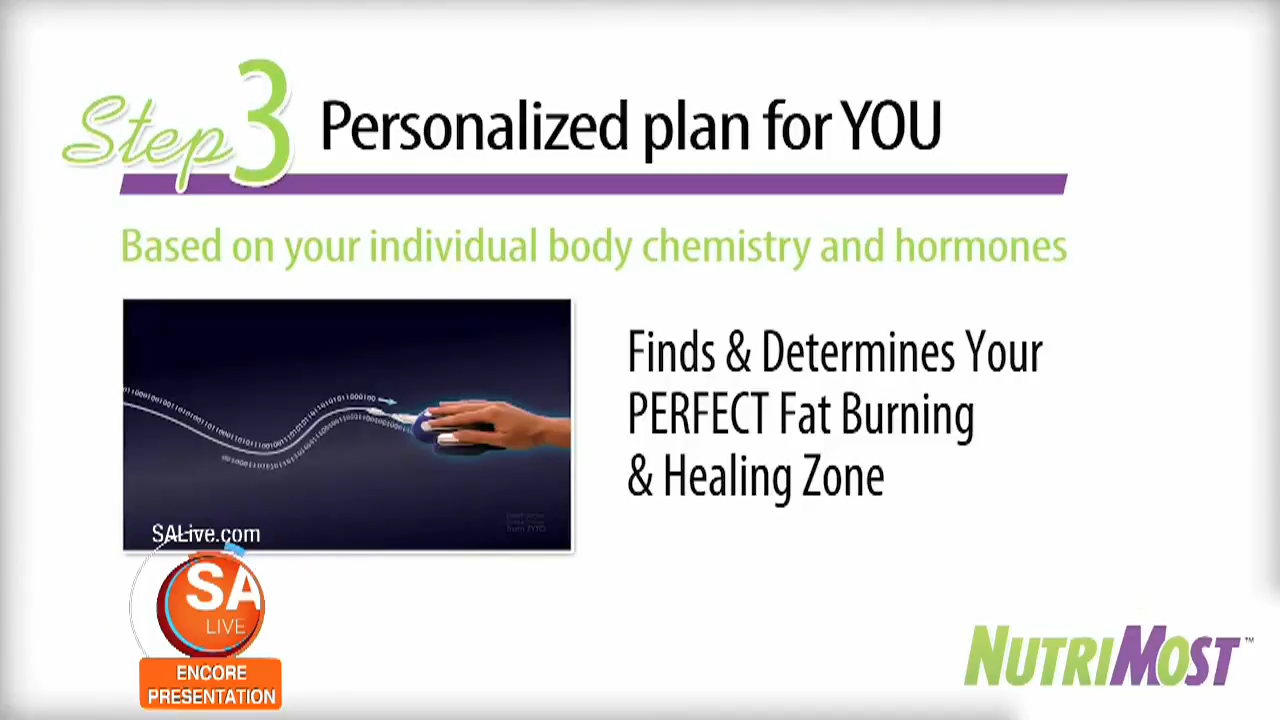 Step 3 Personalized plan for YOU
Based on your individual body chemistry and hormones
Finds & Determines Your
PERFECT Fat Burning
& Healing Zone
SALive.com
SA
LIVE
ENCORE
PRESENTATION
NUTRIMOST™